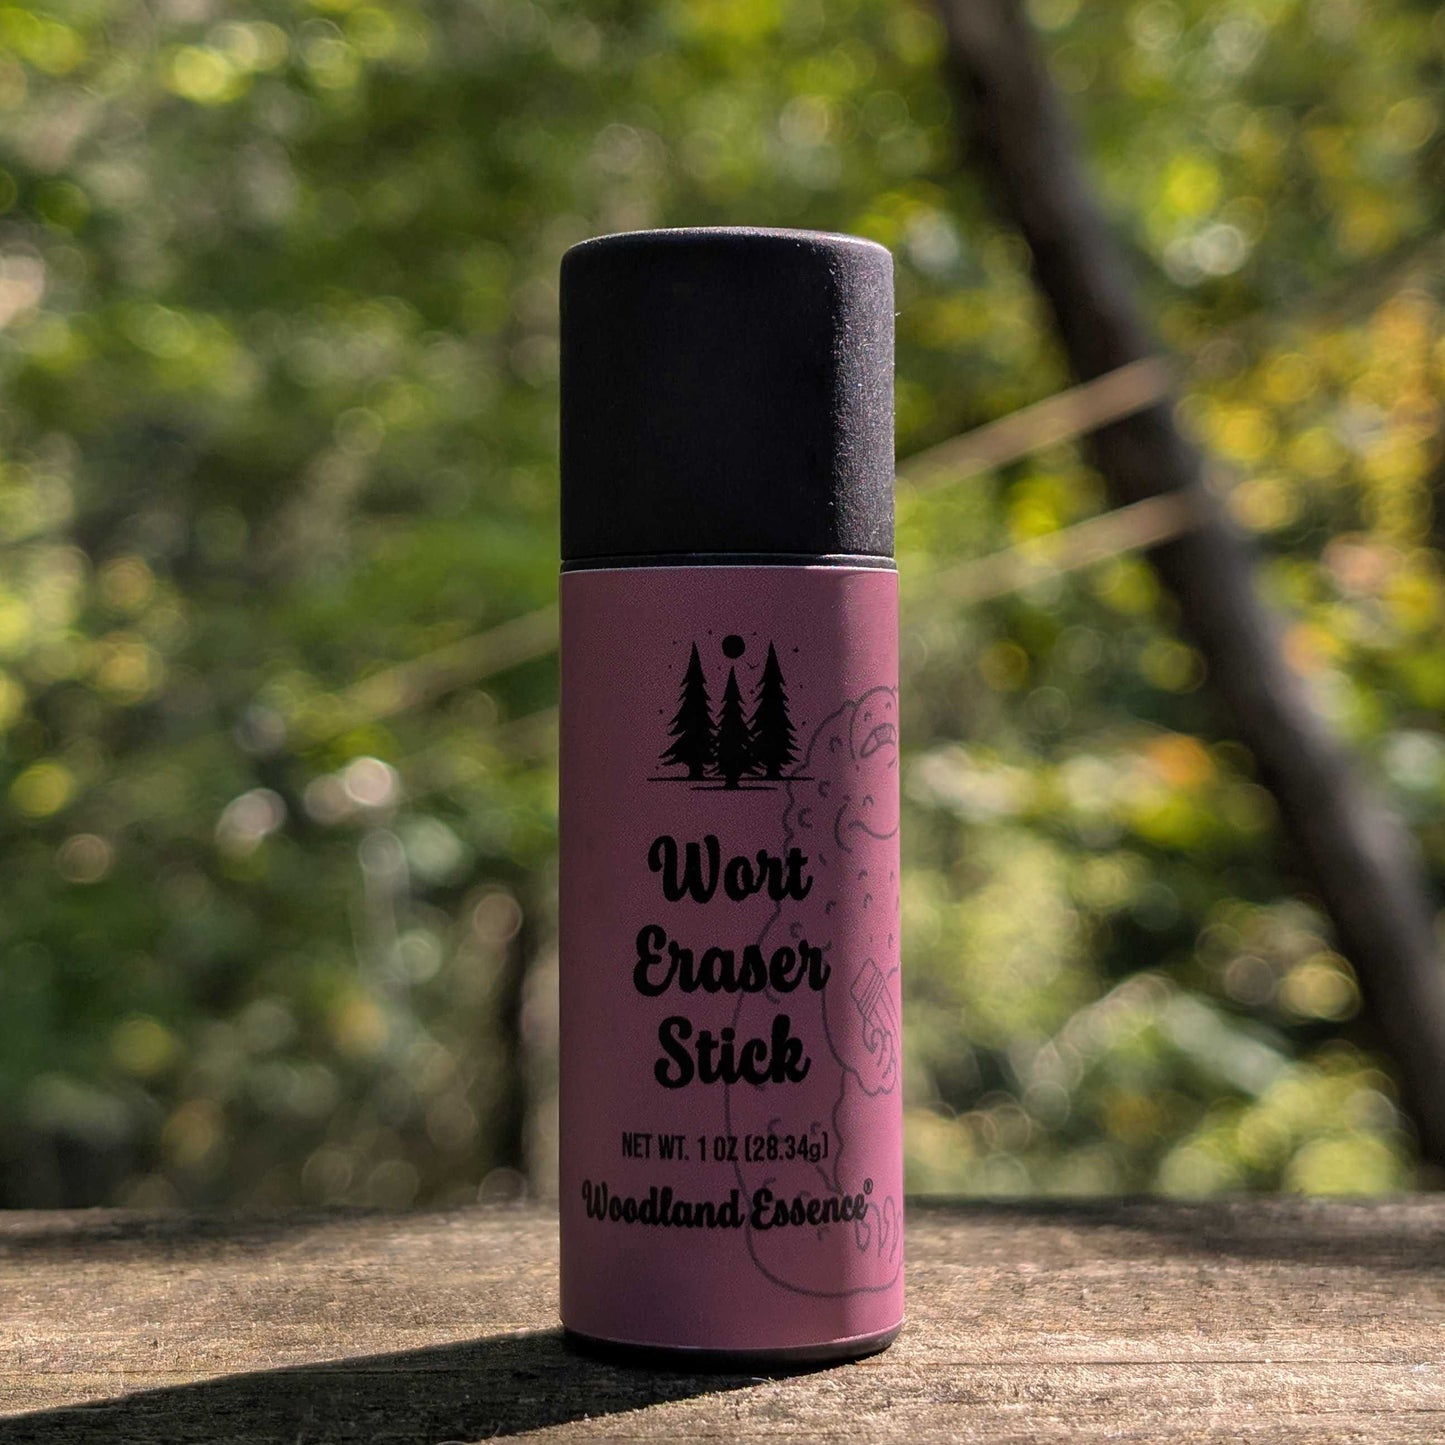 Wort
Eraser
Stick
NET WT. 1 OZ (28.34g)
Woodland Essence®